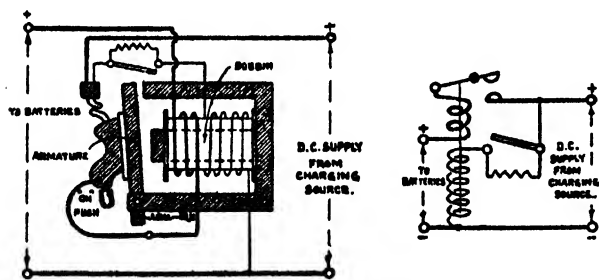 +
+
BOBBIN
TO BATTERIES
ARMATURE
"ON"
PUSH
D.C. SUPPLY
FROM
CHARGING
SOURCE.
-
-
+
+
TO
BATTERIES
D.C.
SUPPLY
FROM
CHARGING
SOURCE.
-
-